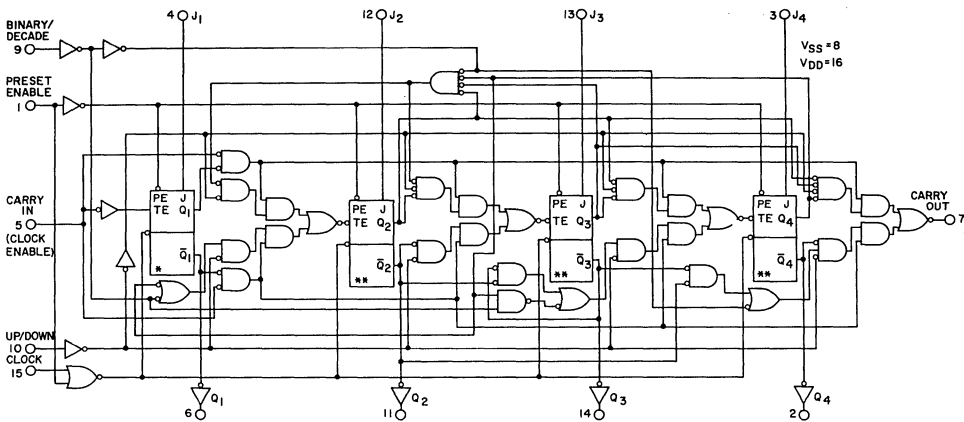 4 J1
12 J2
13 J3
3 J4
BINARY/
DECADE
9
VSS=8
VDD=16
PRESET
ENABLE
1
CARRY
IN
5
(CLOCK
ENABLE)
PE J
TE Q1
Q̅1
*
PE J
TE Q2
Q̅2
**
PE J
TE Q3
Q̅3
**
PE J
TE Q4
Q̅4
**
CARRY
OUT
7
UP/DOWN
10
CLOCK
15
Q1
6
Q2
11
Q3
14
Q4
2